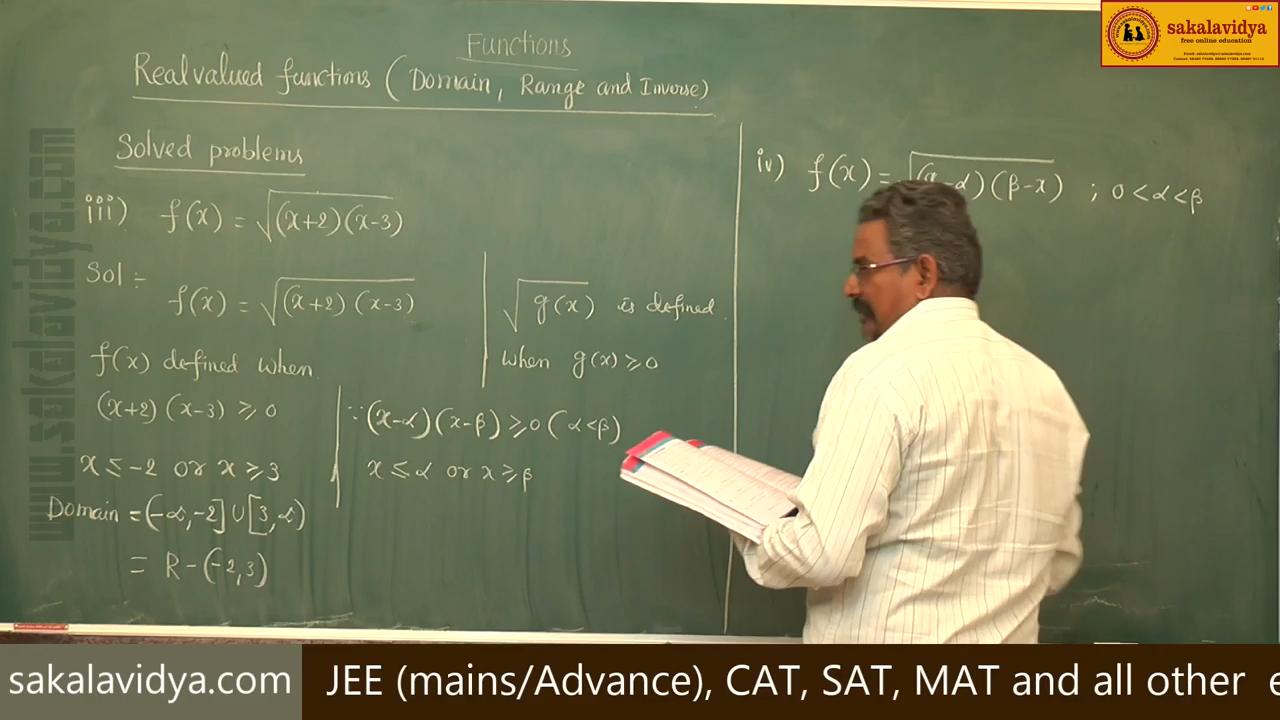 Functions
Real valued functions (Domain, Range and Inverse)
Solved problems
iii) f(x) = √(x+2)(x-3)
Sol :-
f(x) = √(x+2) (x-3)
f(x) defined when
(x+2) (x-3) ⩾ 0
x ≤ -2 or x ⩾ 3
Domain = (-∞, -2] ∪ [3, ∞)
= R - (-2, 3)
√g(x) is defined
when g(x) ⩾ 0
∵ (x-α)(x-β) ⩾ 0 (α<β)
x ≤ α or x ⩾ β
iv) f(x) = √(x-α)(β-x) ; 0 < α < β
sakalavidya
free online education
www.sakalavidya.com
sakalavidya.com
JEE (mains/Advance), CAT, SAT, MAT and all other e